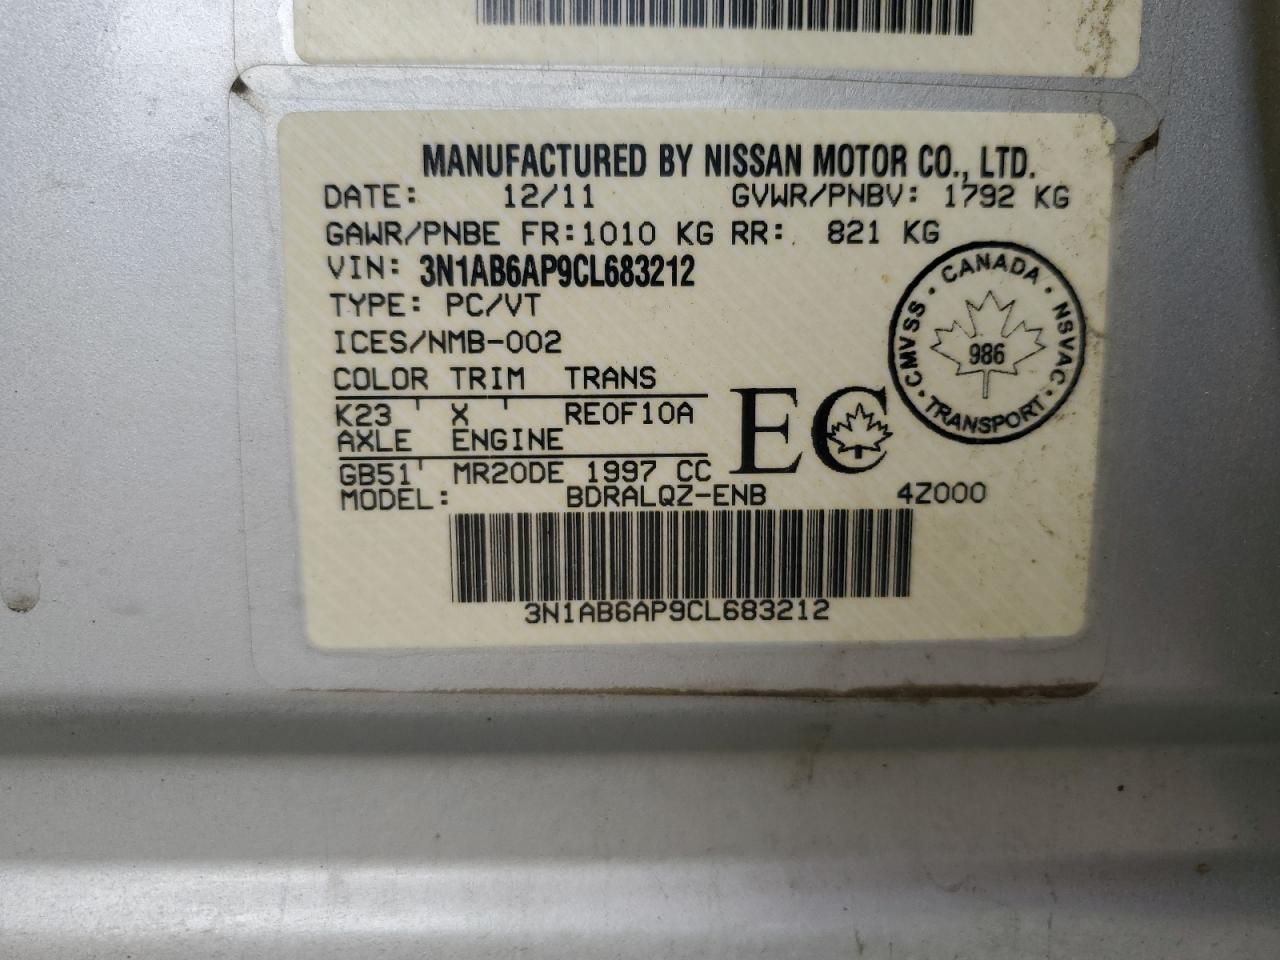 MANUFACTURED BY NISSAN MOTOR CO., LTD.
DATE: 12/11 GVWR/PNBV: 1792 KG
GAWR/PNBE FR:1010 KG RR: 821 KG
VIN: 3N1AB6AP9CL683212
TYPE: PC/VT
ICES/NMB-002
COLOR TRIM TRANS
K23 ' X ' RE0F10A
AXLE ENGINE
GB51' MR20DE 1997 CC
MODEL: BDRALQZ-ENB 4Z000
3N1AB6AP9CL683212
EC
CMVSS · CANADA · NSVAC · TRANSPORT ·
986